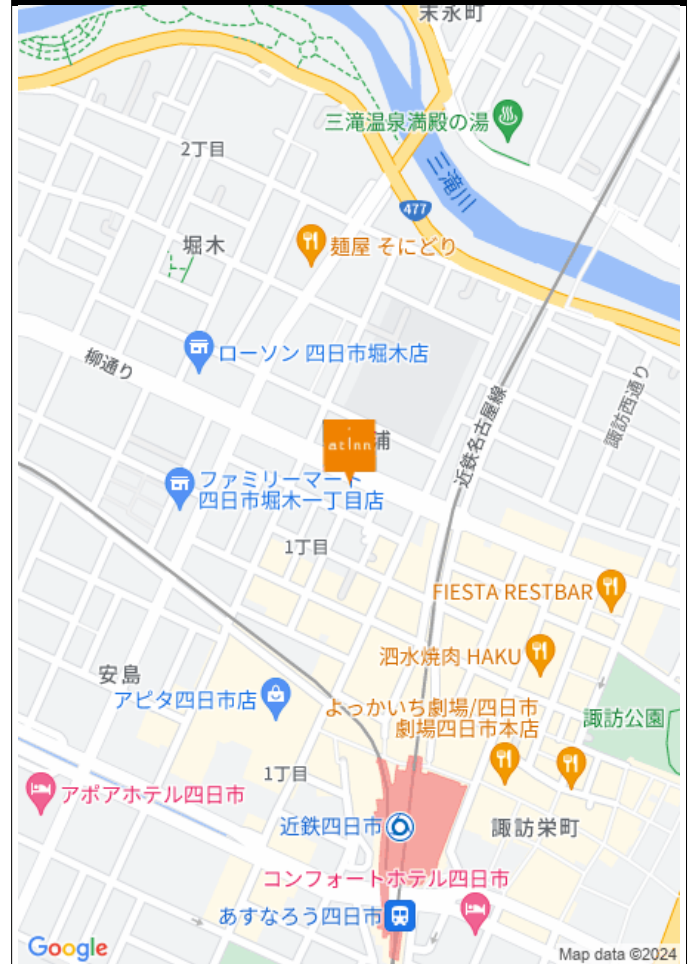 末永町
三滝温泉満殿の湯
2丁目
三滝川
477
堀木
麺屋 そにどり
ローソン 四日市堀木店
柳通り
近鉄名古屋線
諏訪西通り
at Inn
浦
ファミリーマート
四日市堀木一丁目店
1丁目
FIESTA RESTBAR
泗水焼肉 HAKU
安島
アピタ四日市店
よっかいち劇場/四日市
劇場四日市本店
諏訪公園
1丁目
アポアホテル四日市
近鉄四日市
諏訪栄町
コンフォートホテル四日市
あすなろう四日市
Google
Map data ©2024